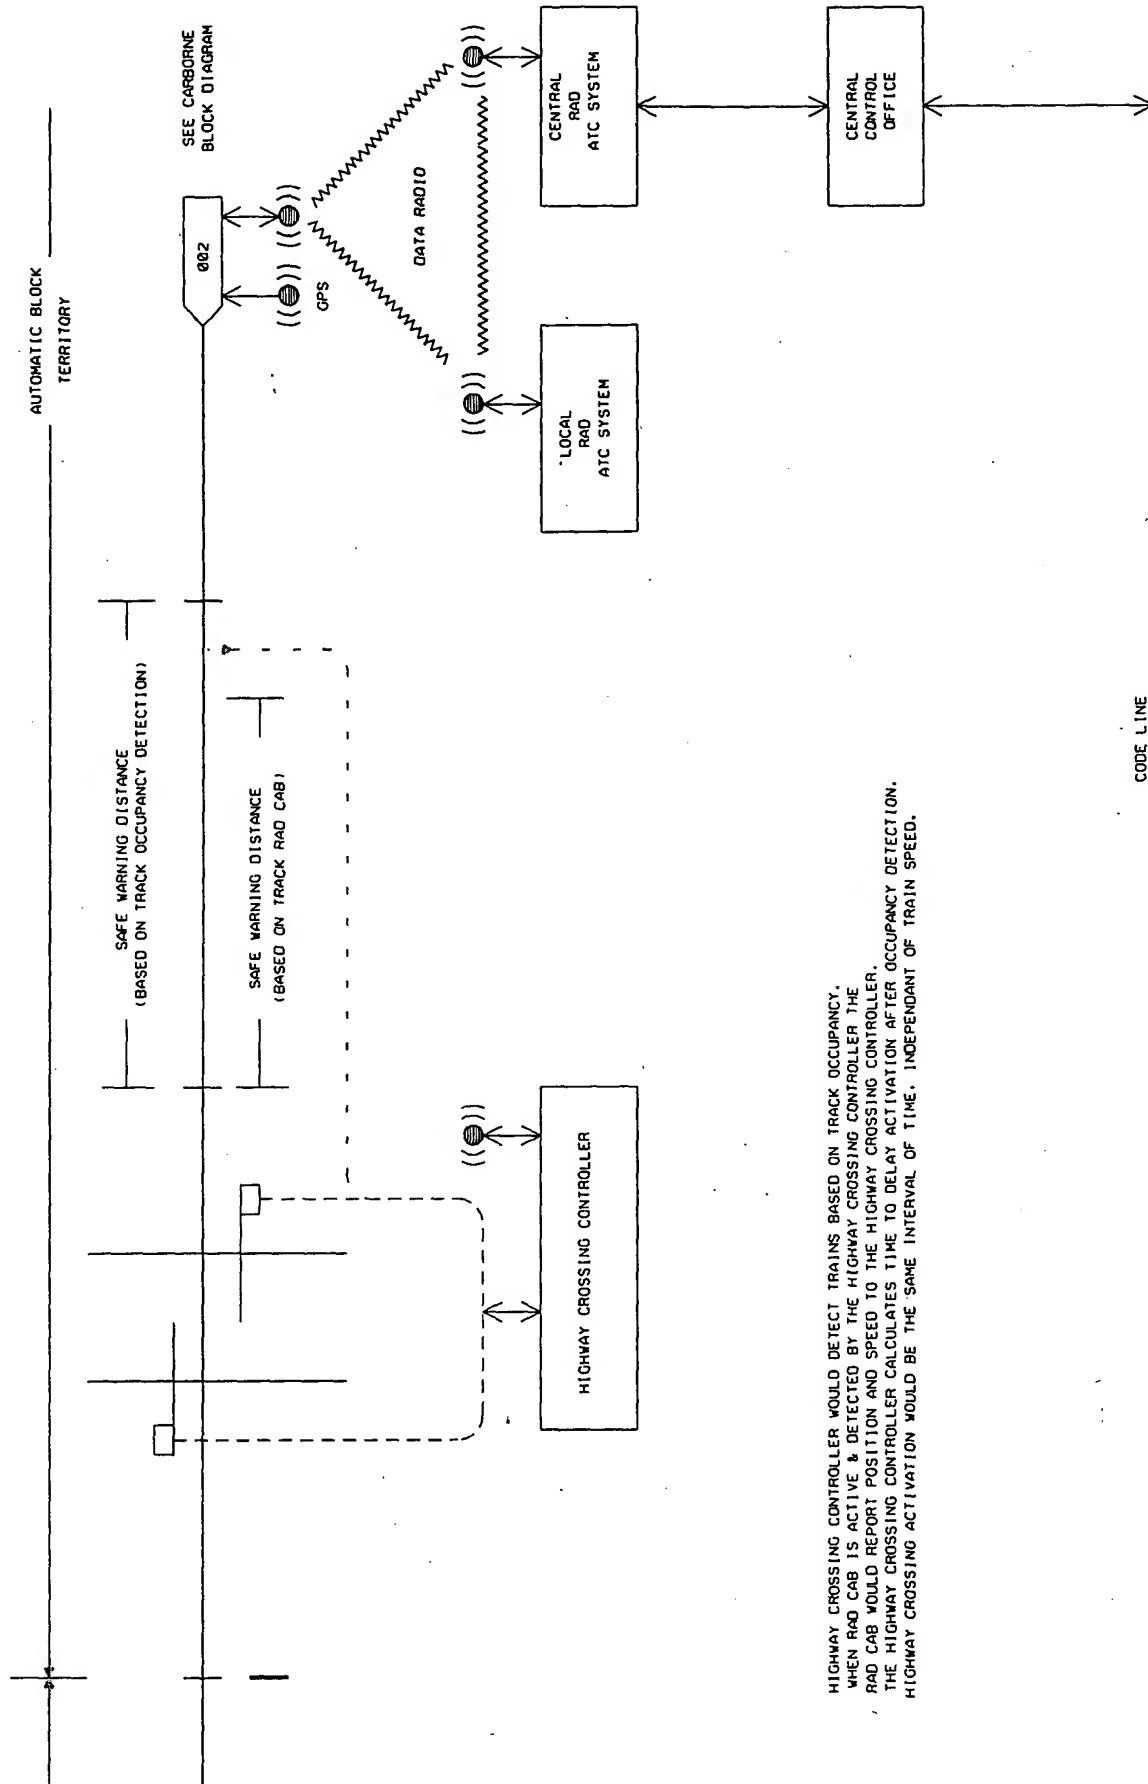 AUTOMATIC BLOCK
TERRITORY
SEE CARBORNE
BLOCK DIAGRAM
002
GPS
SAFE WARNING DISTANCE
(BASED ON TRACK OCCUPANCY DETECTION)
SAFE WARNING DISTANCE
(BASED ON TRACK RAD CAB)
DATA RADIO
HIGHWAY CROSSING CONTROLLER
LOCAL
RAD
ATC SYSTEM
CENTRAL
RAD
ATC SYSTEM
CENTRAL
CONTROL
OFFICE
HIGHWAY CROSSING CONTROLLER WOULD DETECT TRAINS BASED ON TRACK OCCUPANCY.
WHEN RAD CAB IS ACTIVE & DETECTED BY THE HIGHWAY CROSSING CONTROLLER THE
RAD CAB WOULD REPORT POSITION AND SPEED TO THE HIGHWAY CROSSING CONTROLLER.
THE HIGHWAY CROSSING CONTROLLER CALCULATES TIME TO DELAY ACTIVATION AFTER OCCUPANCY DETECTION.
HIGHWAY CROSSING ACTIVATION WOULD BE THE SAME INTERVAL OF TIME. INDEPENDANT OF TRAIN SPEED.
CODE LINE